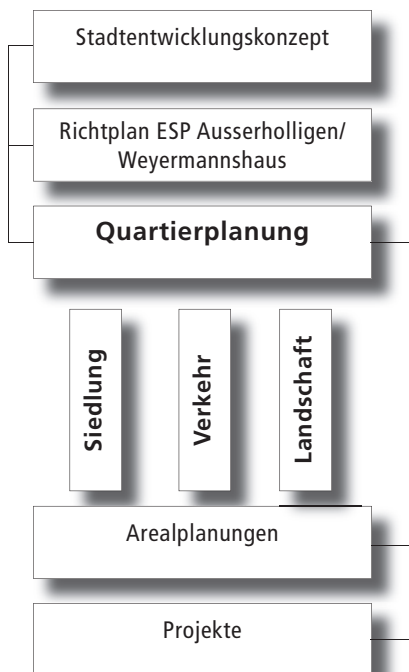 Stadtentwicklungskonzept
Richtplan ESP Ausserholligen/
Weyermannshaus
Quartierplanung
Siedlung
Verkehr
Landschaft
Arealplanungen
Projekte